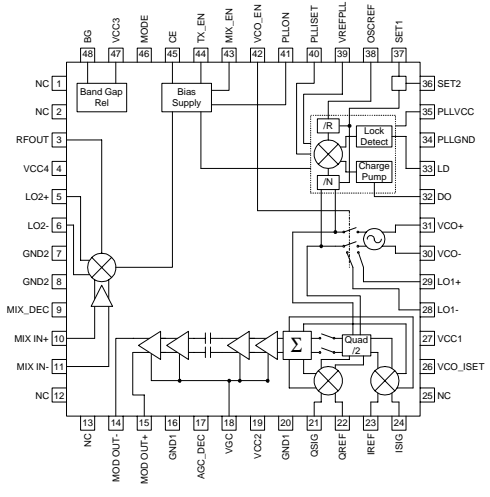 BG
VCC3
MODE
CE
TX_EN
MIX_EN
VCO_EN
PLLON
PLLISET
VREFPLL
OSCREF
SET1
48
47
46
45
44
43
42
41
40
39
38
37
NC 1
NC 2
RFOUT 3
VCC4 4
LO2+ 5
LO2- 6
GND2 7
GND2 8
MIX_DEC 9
MIX IN+ 10
MIX IN- 11
NC 12
Band Gap
Rel
Bias
Supply
/R
Lock
Detect
Charge
Pump
/N
Σ
Quad
/2
36 SET2
35 PLLVCC
34 PLLGND
33 LD
32 DO
31 VCO+
30 VCO-
29 LO1+
28 LO1-
27 VCC1
26 VCO_ISET
25 NC
13
14
15
16
17
18
19
20
21
22
23
24
NC
MOD OUT-
MOD OUT+
GND1
AGC_DEC
VGC
VCC2
GND1
QSIG
QREF
IREF
ISIG